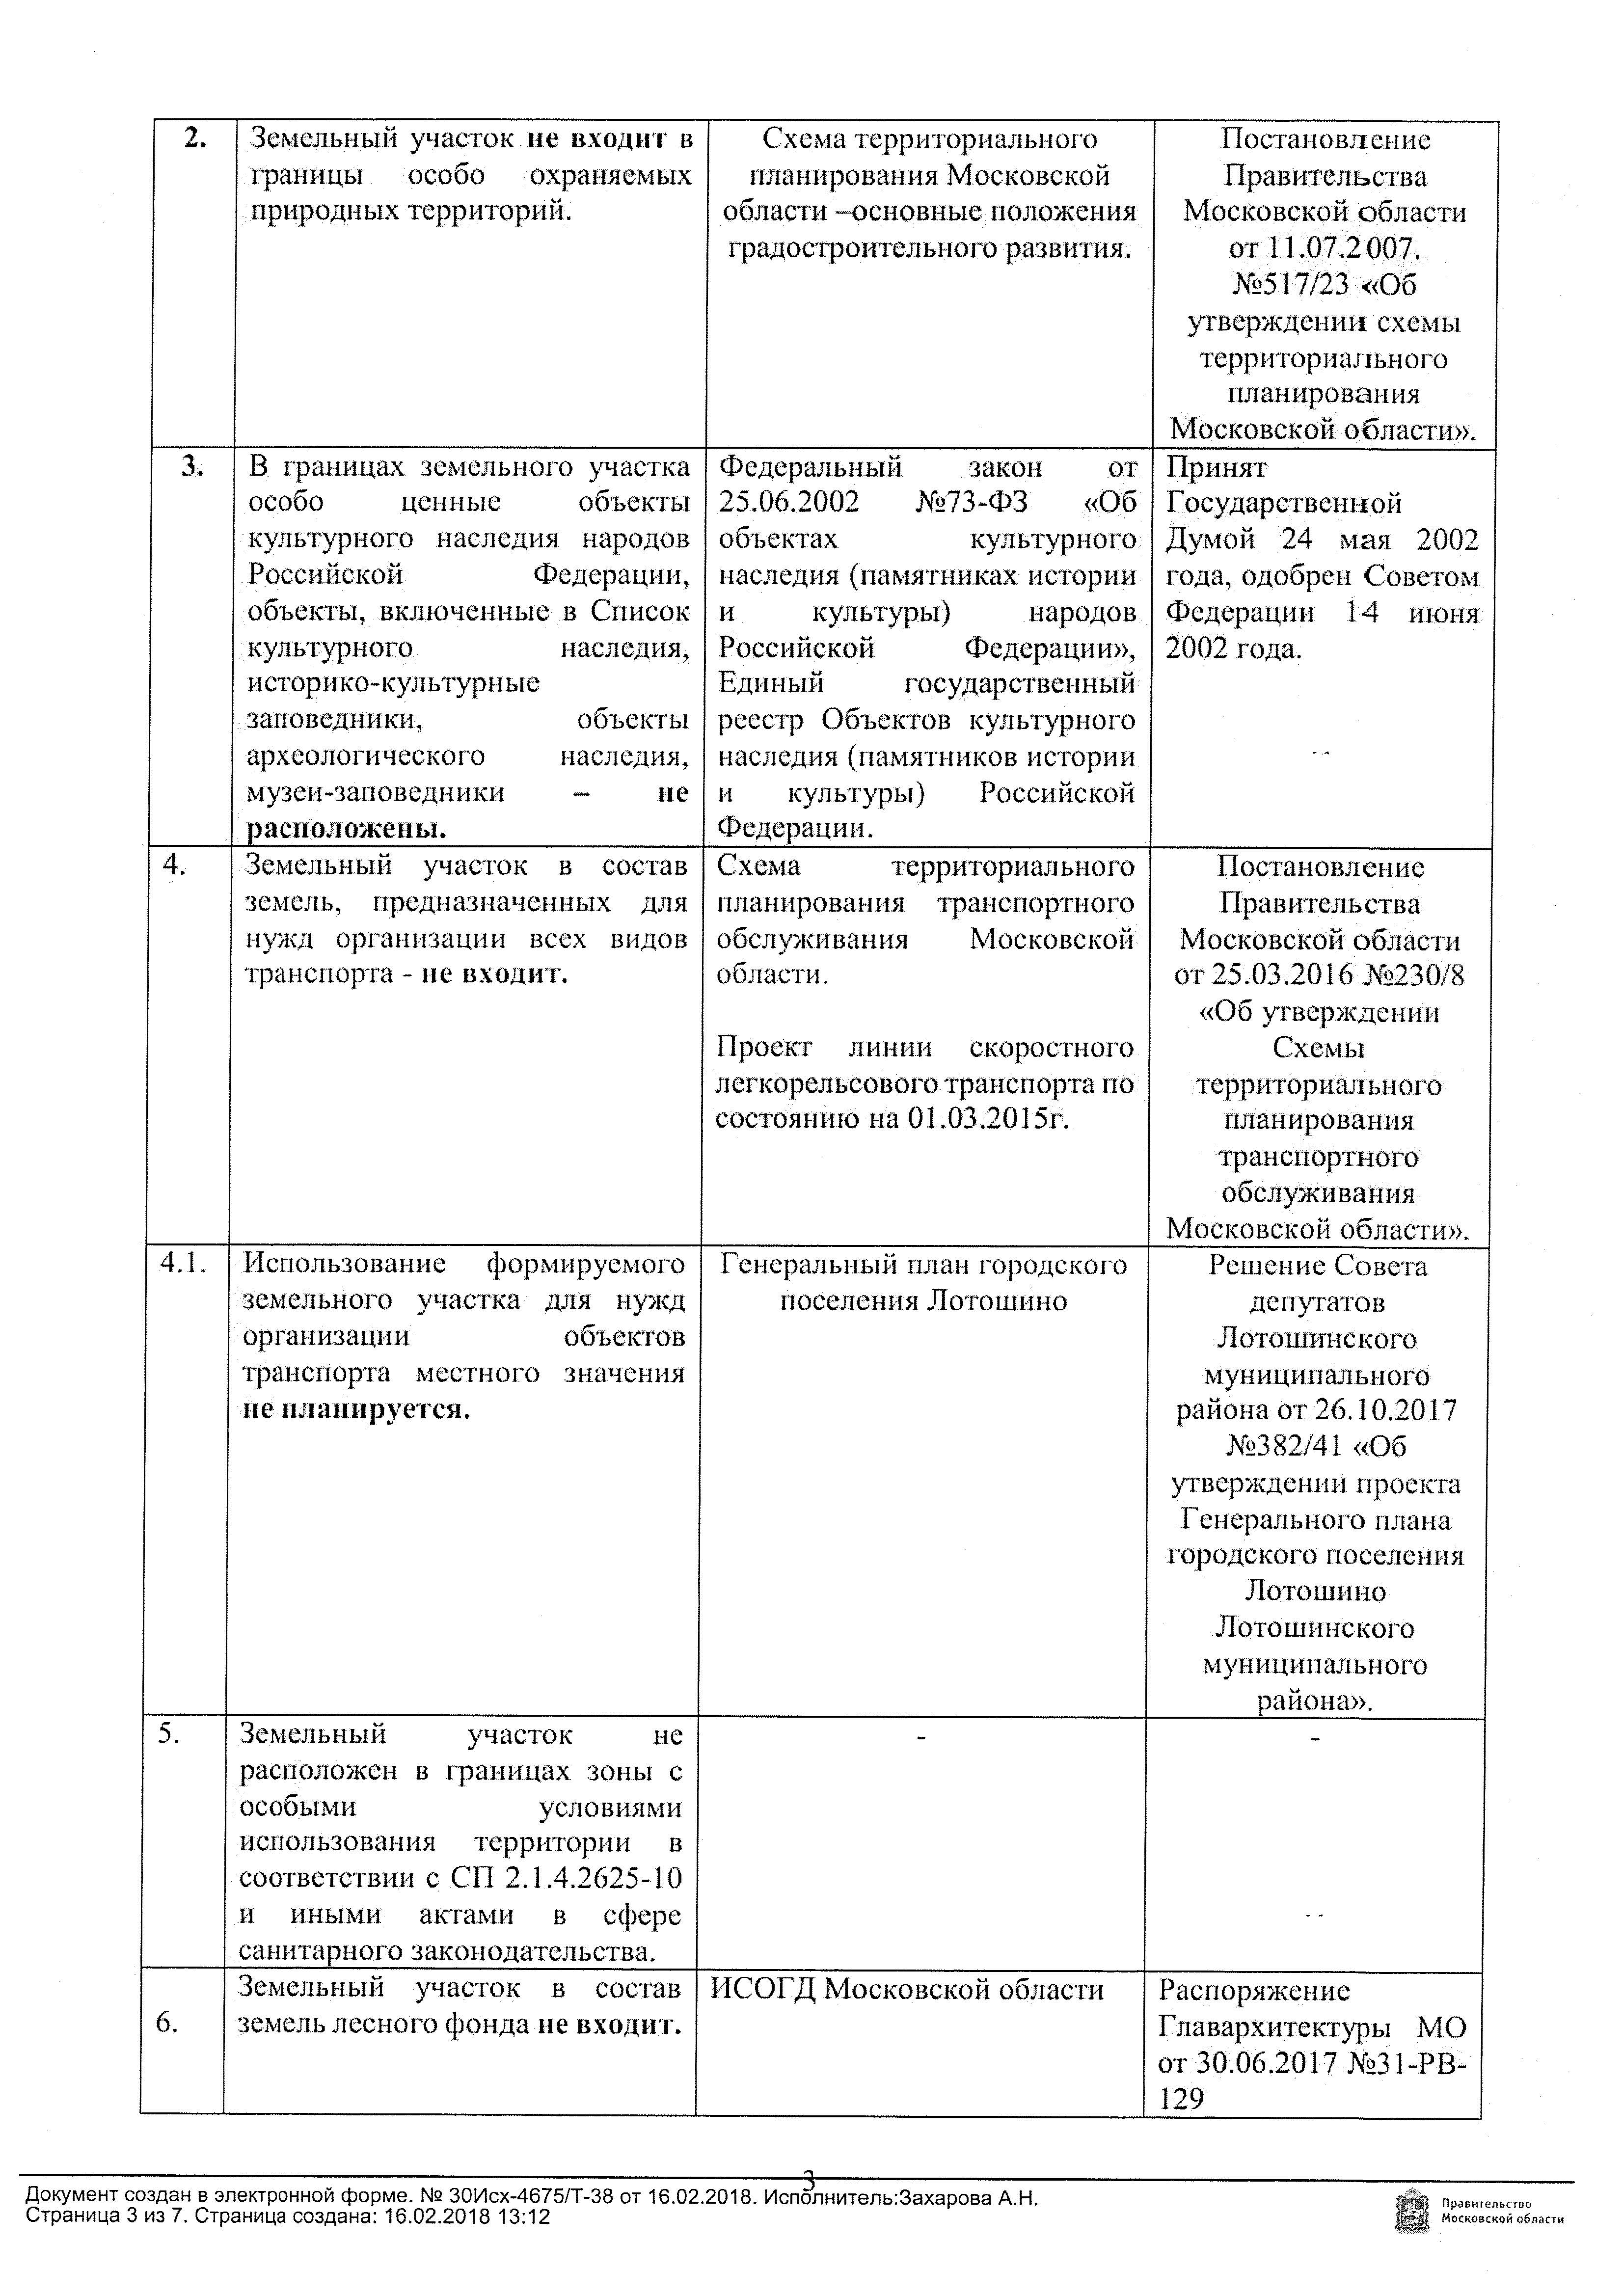 2.
Земельный участок не входит в
границы особо охраняемых
природных территорий.
Схема территориального
планирования Московской
области –основные положения
градостроительного развития.
Постановление
Правительства
Московской области
от 11.07.2007.
№517/23 «Об
утверждении схемы
территориального
планирования
Московской области».
3.
В границах земельного участка
особо ценные объекты
культурного наследия народов
Российской Федерации,
объекты, включенные в Список
культурного наследия,
историко-культурные
заповедники, объекты
археологического наследия,
музеи-заповедники – не
расположены.
Федеральный закон от
25.06.2002 №73-ФЗ «Об
объектах культурного
наследия (памятниках истории
и культуры) народов
Российской Федерации»,
Единый государственный
реестр Объектов культурного
наследия (памятников истории
и культуры) Российской
Федерации.
Принят
Государственной
Думой 24 мая 2002
года, одобрен Советом
Федерации 14 июня
2002 года.
4.
Земельный участок в состав
земель, предназначенных для
нужд организации всех видов
транспорта - не входит.
Схема территориального
планирования транспортного
обслуживания Московской
области.
Проект линии скоростного
легкорельсового транспорта по
состоянию на 01.03.2015г.
Постановление
Правительства
Московской области
от 25.03.2016 №230/8
«Об утверждении
Схемы
территориального
планирования
транспортного
обслуживания
Московской области».
4.1.
Использование формируемого
земельного участка для нужд
организации объектов
транспорта местного значения
не планируется.
Генеральный план городского
поселения Лотошино
Решение Совета
депутатов
Лотошинского
муниципального
района от 26.10.2017
№382/41 «Об
утверждении проекта
Генерального плана
городского поселения
Лотошино
Лотошинского
муниципального
района».
5.
Земельный участок не
расположен в границах зоны с
особыми условиями
использования территории в
соответствии с СП 2.1.4.2625-10
и иными актами в сфере
санитарного законодательства.
-
-
6.
Земельный участок в состав
земель лесного фонда не входит.
ИСОГД Московской области
Распоряжение
Главархитектуры МО
от 30.06.2017 №31-РВ-
129
3
Документ создан в электронной форме. № 30Исх-4675/Т-38 от 16.02.2018. Исполнитель:Захарова А.Н.
Страница 3 из 7. Страница создана: 16.02.2018 13:12
Правительство
Московской области